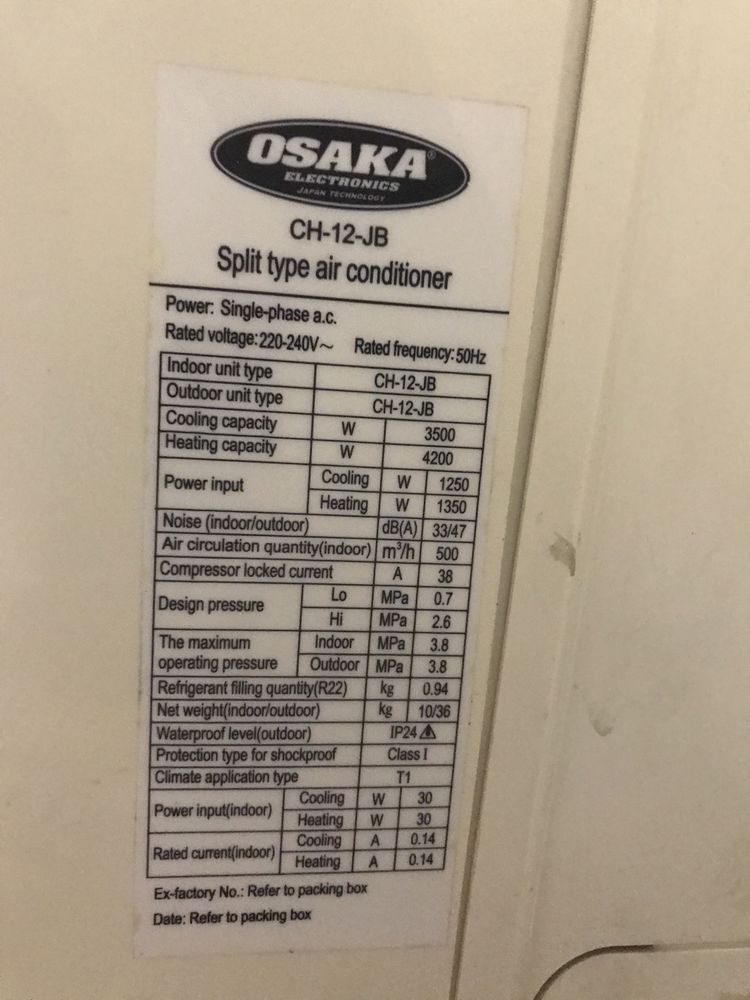 OSAKA®
ELECTRONICS
JAPAN TECHNOLOGY
CH-12-JB
Split type air conditioner
Power: Single-phase a.c.
Rated voltage:220-240V～ Rated frequency:50Hz
Indoor unit type CH-12-JB
Outdoor unit type CH-12-JB
Cooling capacity W 3500
Heating capacity W 4200
Power input Cooling W 1250
Heating W 1350
Noise (indoor/outdoor) dB(A) 33/47
Air circulation quantity(indoor) m³/h 500
Compressor locked current A 38
Design pressure Lo MPa 0.7
Hi MPa 2.6
The maximum Indoor MPa 3.8
operating pressure Outdoor MPa 3.8
Refrigerant filling quantity(R22) kg 0.94
Net weight(indoor/outdoor) kg 10/36
Waterproof level(outdoor) IP24
Protection type for shockproof Class I
Climate application type T1
Power input(indoor) Cooling W 30
Heating W 30
Rated current(indoor) Cooling A 0.14
Heating A 0.14
Ex-factory No.: Refer to packing box
Date: Refer to packing box